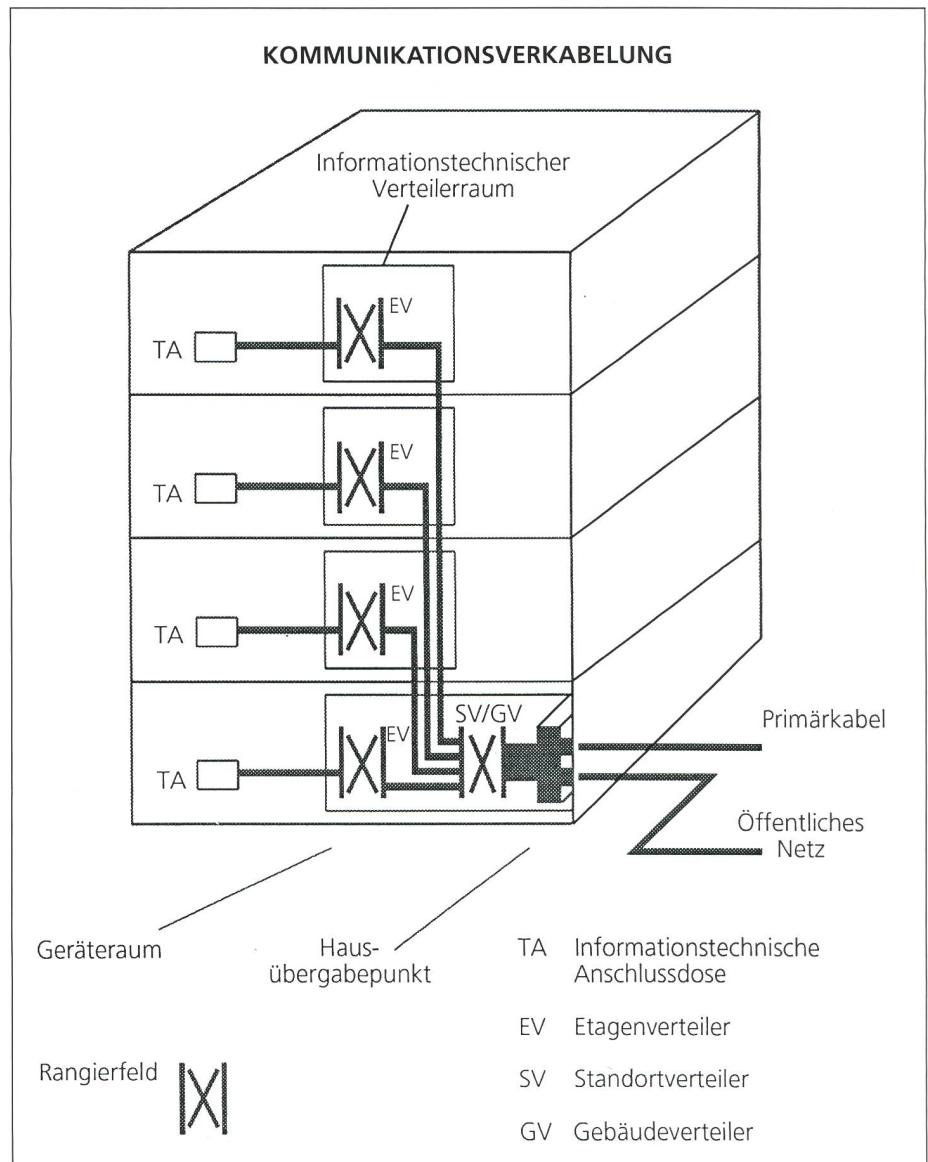 KOMMUNIKATIONSVERKABELUNG
Informationstechnischer
Verteilerraum
EV
TA
EV
TA
EV
TA
SV/GV
EV
TA
Primärkabel
Öffentliches
Netz
Geräteraum
Haus-
übergabepunkt
TA Informationstechnische
Anschlussdose
EV Etagenverteiler
SV Standortverteiler
GV Gebäudeverteiler
Rangierfeld